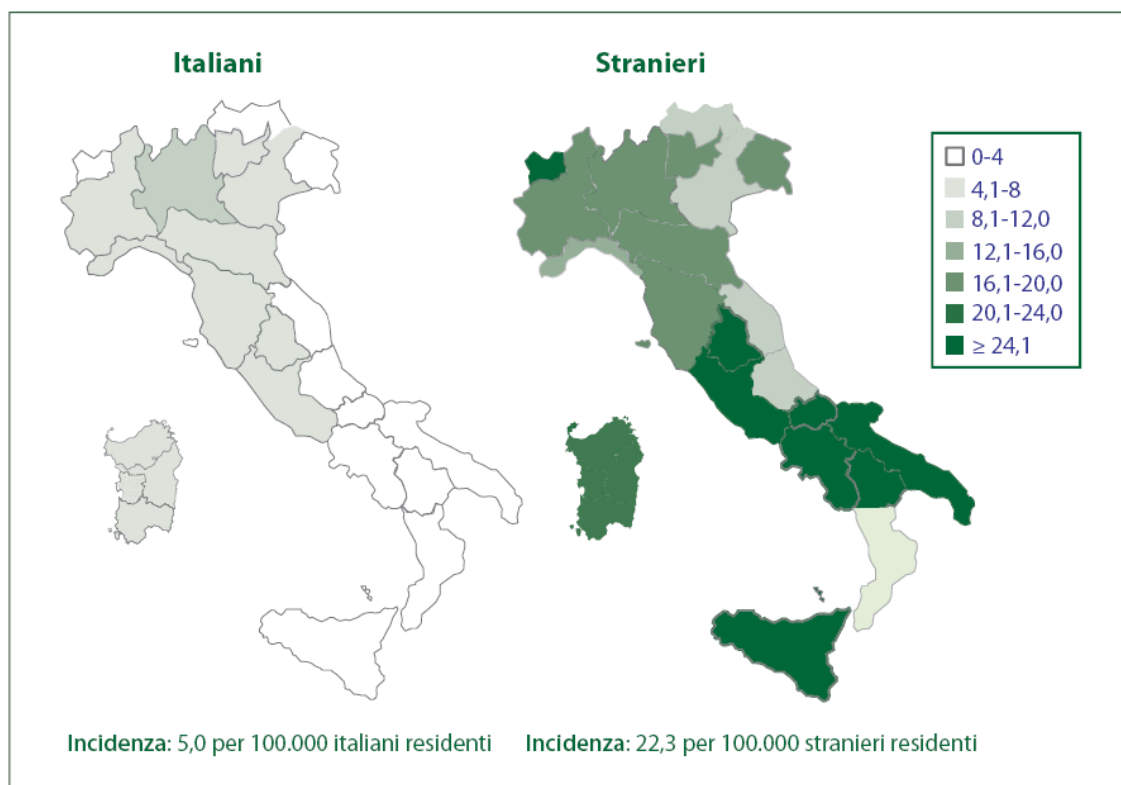 Italiani
Stranieri
0-4
4,1-8
8,1-12,0
12,1-16,0
16,1-20,0
20,1-24,0
≥ 24,1
Incidenza: 5,0 per 100.000 italiani residenti
Incidenza: 22,3 per 100.000 stranieri residenti